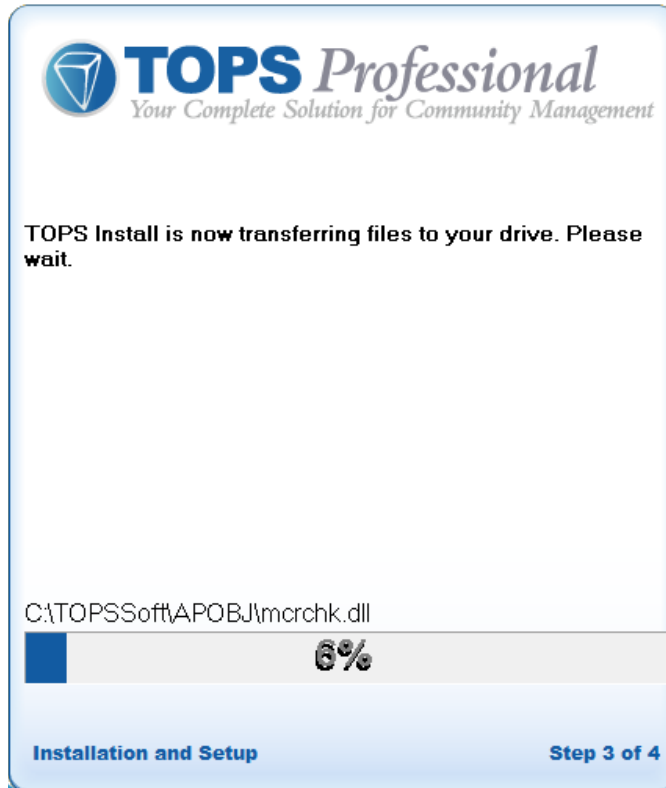 TOPS Professional
Your Complete Solution for Community Management
TOPS Install is now transferring files to your drive. Please
wait.
C:\TOPSSoft\APOBJ\mcrchk.dll
6%
Installation and Setup Step 3 of 4